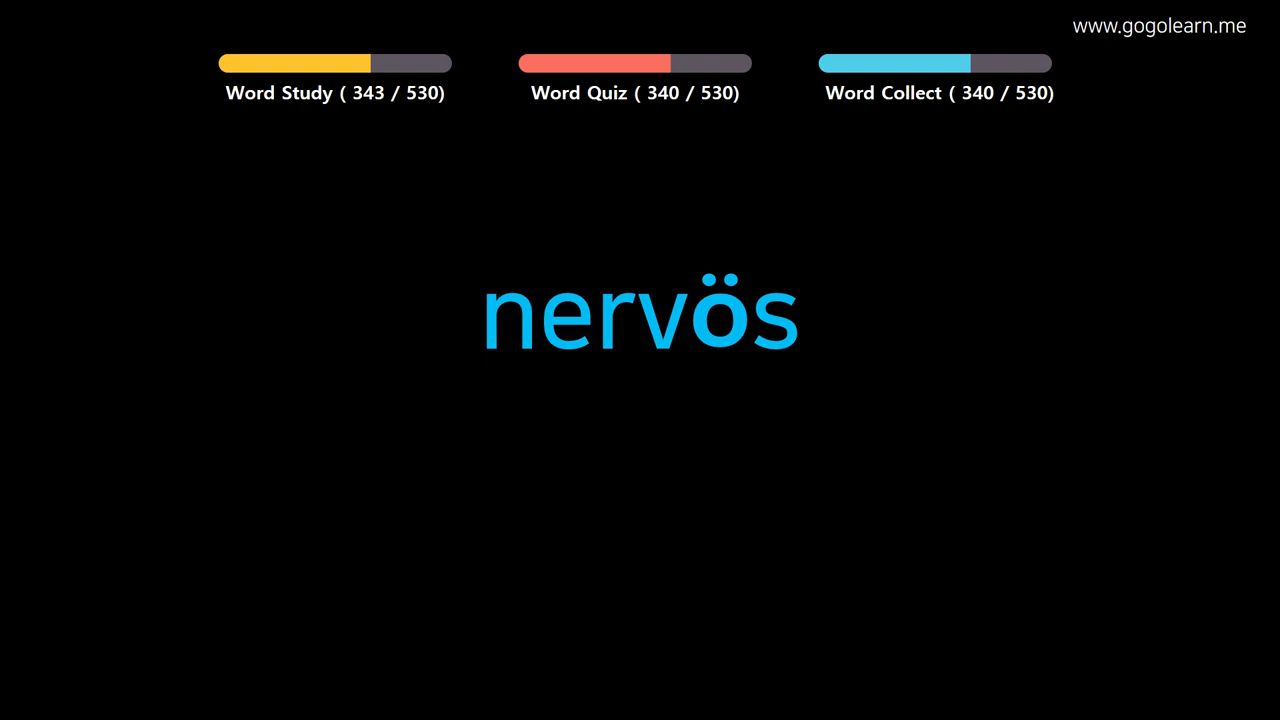 www.gogolearn.me
Word Study ( 343 / 530)
Word Quiz ( 340 / 530)
Word Collect ( 340 / 530)
nervös